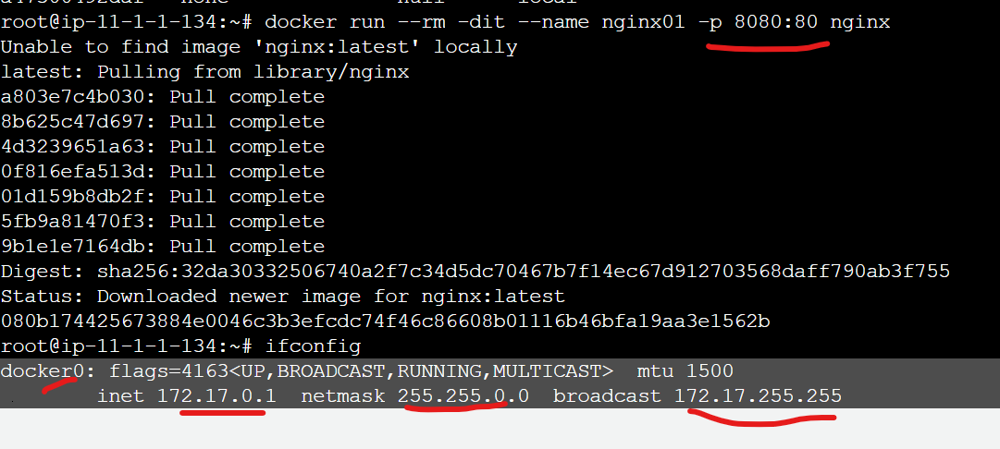 root@ip-11-1-1-134:~# docker run --rm -dit --name nginx01 -p 8080:80 nginx
Unable to find image 'nginx:latest' locally
latest: Pulling from library/nginx
a803e7c4b030: Pull complete
8b625c47d697: Pull complete
4d3239651a63: Pull complete
0f816efa513d: Pull complete
01d159b8db2f: Pull complete
5fb9a81470f3: Pull complete
9b1e1e7164db: Pull complete
Digest: sha256:32da30332506740a2f7c34d5dc70467b7f14ec67d912703568daff790ab3f755
Status: Downloaded newer image for nginx:latest
080b174425673884e0046c3b3efcdc74f46c86608b01116b46bfa19aa3e1562b
root@ip-11-1-1-134:~# ifconfig
docker0: flags=4163<UP,BROADCAST,RUNNING,MULTICAST>  mtu 1500
inet 172.17.0.1  netmask 255.255.0.0  broadcast 172.17.255.255